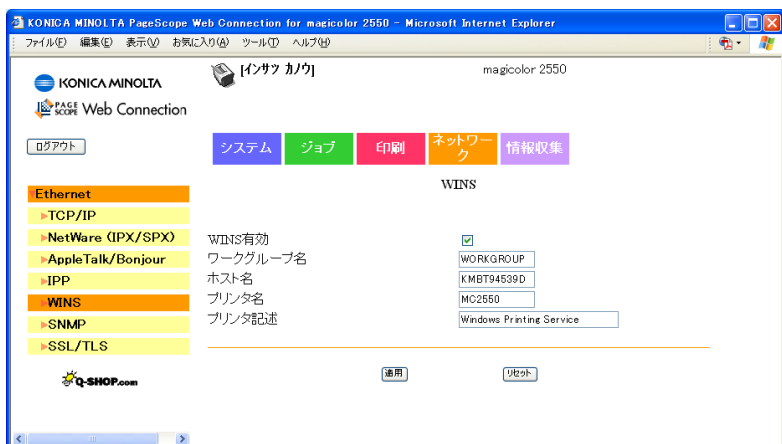 KONICA MINOLTA PageScope Web Connection for magicolor 2550 - Microsoft Internet Explorer
ファイル(F) 編集(E) 表示(V) お気に入り(A) ツール(T) ヘルプ(H)
KONICA MINOLTA
[インサツ カノウ]
magicolor 2550
PAGE SCOPE Web Connection
ログアウト
システム ジョブ 印刷 ネットワーク 情報収集
WINS
Ethernet
TCP/IP
NetWare (IPX/SPX)
AppleTalk/Bonjour
IPP
WINS
SNMP
SSL/TLS
Q-SHOP.com
WINS有効
ワークグループ名 WORKGROUP
ホスト名 KMBT94539D
プリンタ名 MC2550
プリンタ記述 Windows Printing Service
適用 リセット